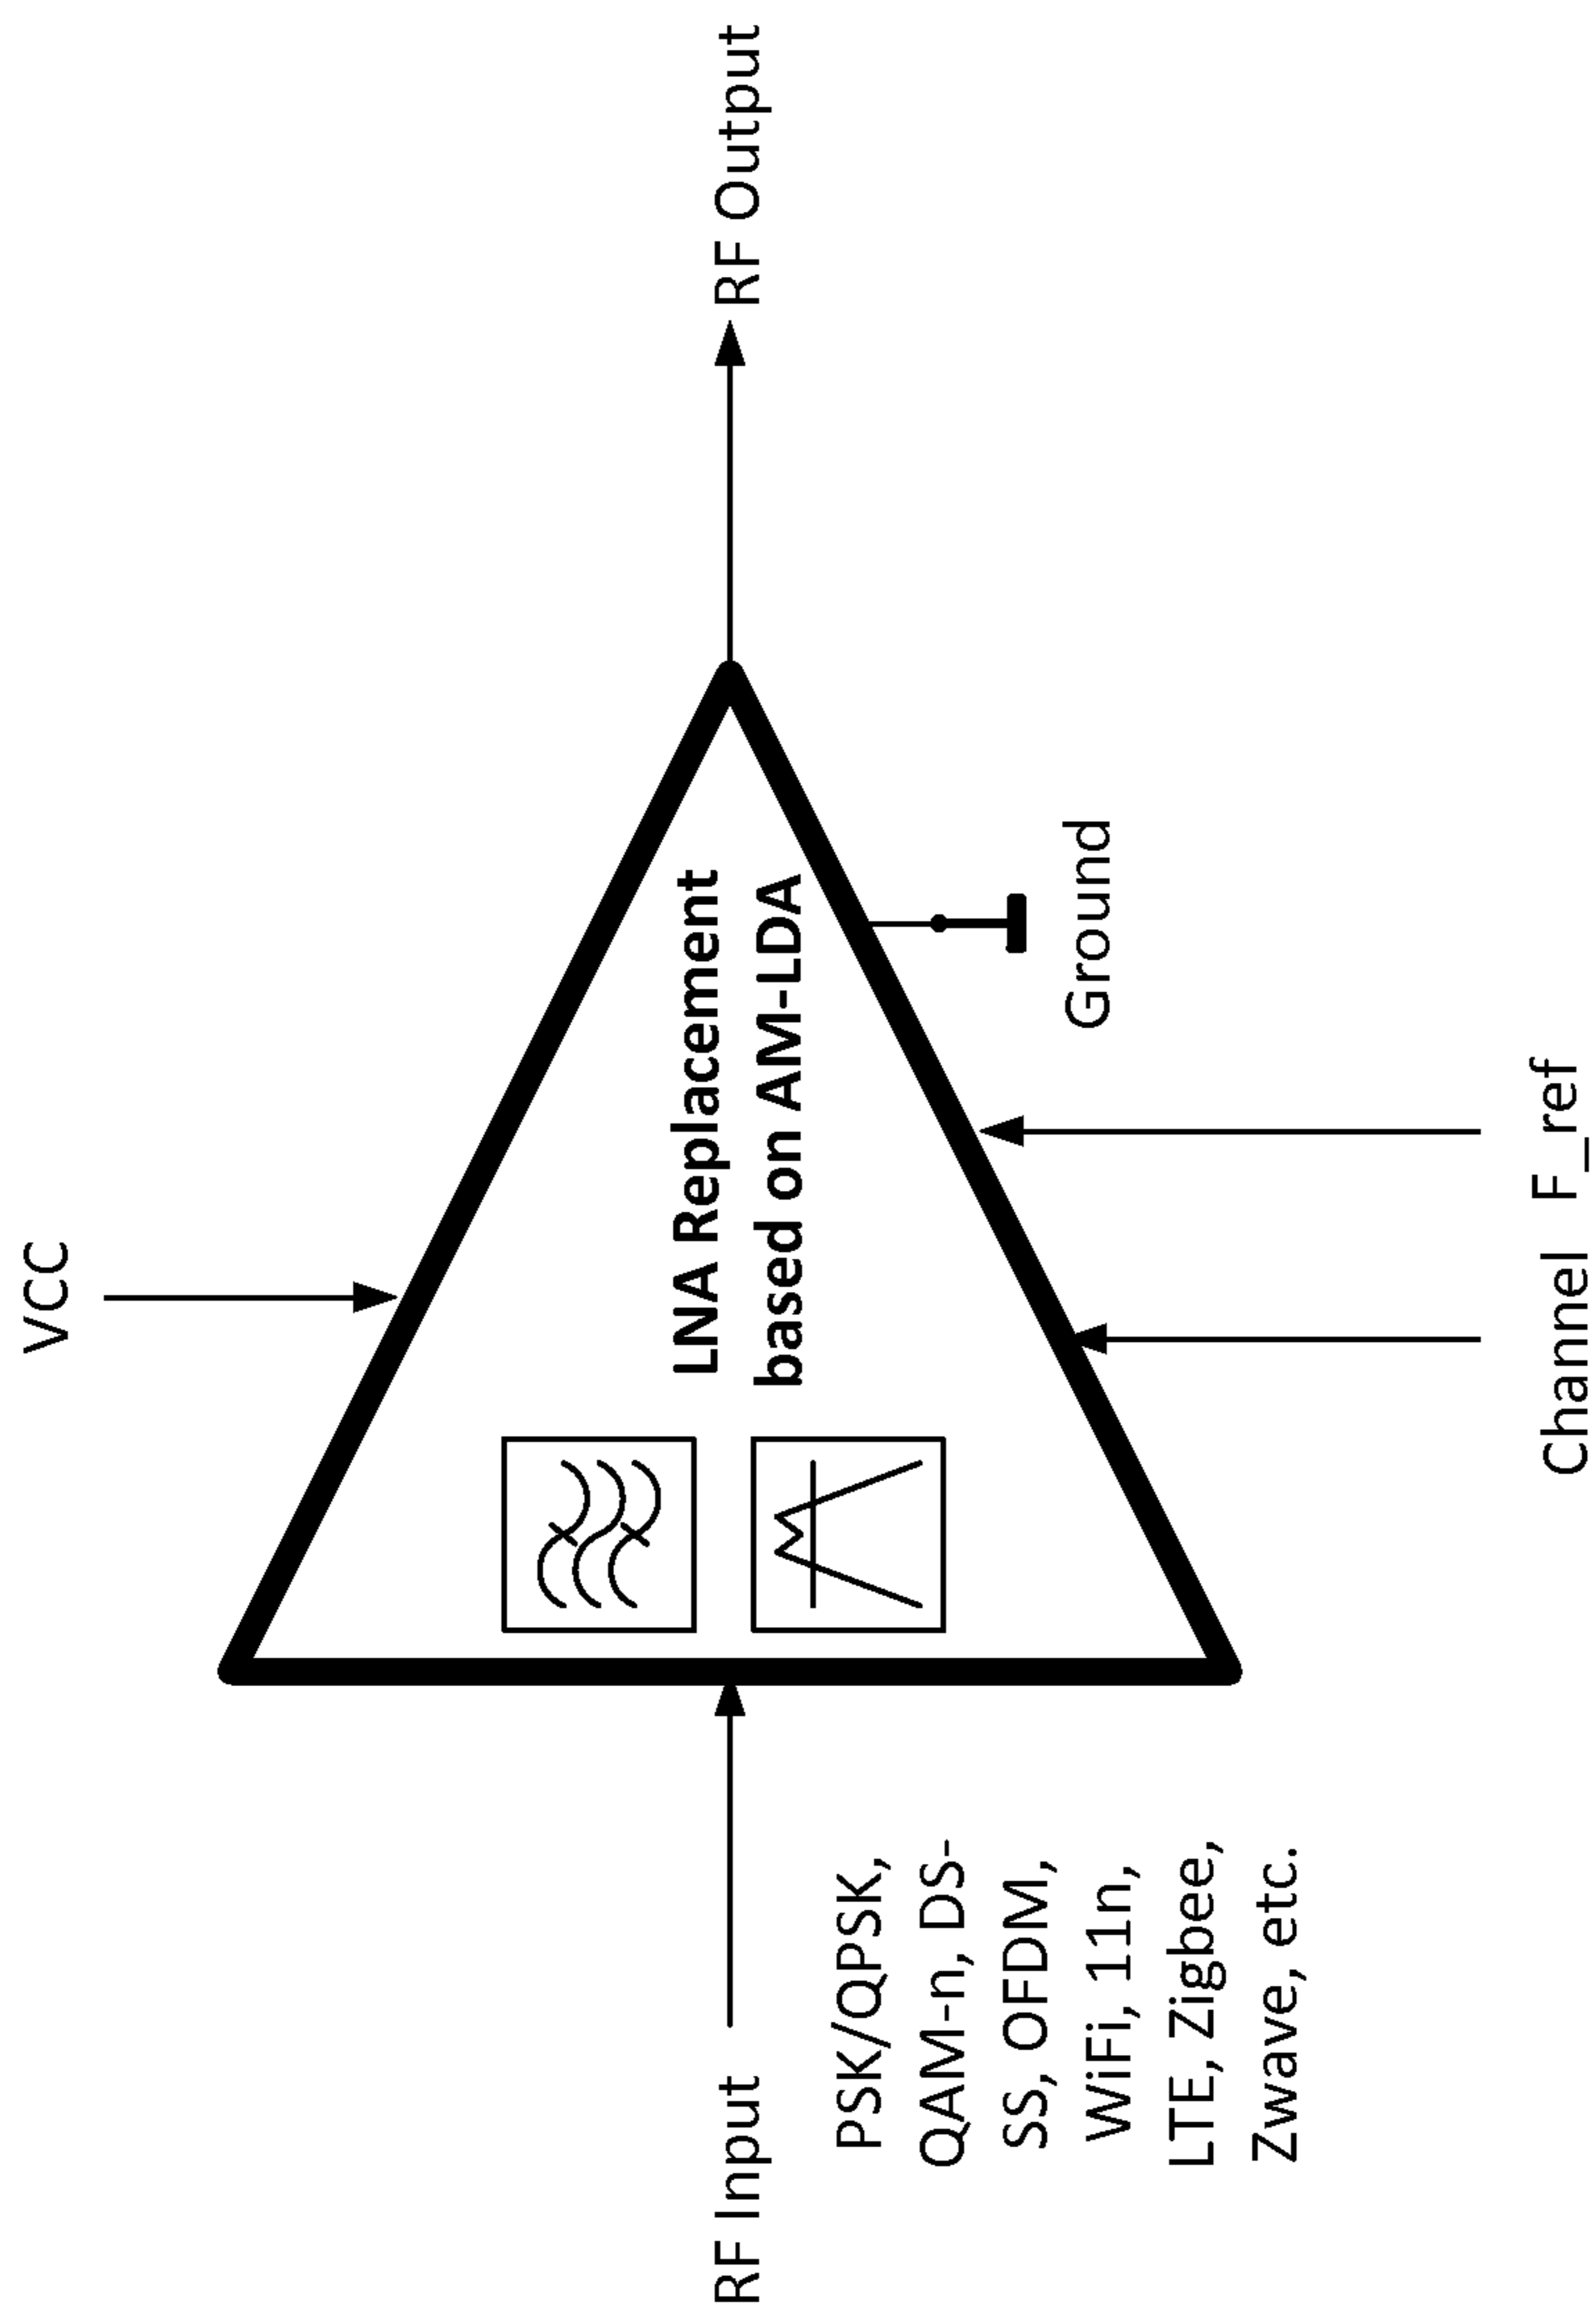 VCC
RF Input
LNA Replacement
based on AM-LDA
RF Output
PSK/QPSK,
QAM-n, DS-
SS, OFDM,
WiFi, 11n,
LTE, Zigbee,
Zwave, etc.
Ground
Channel
F_ref